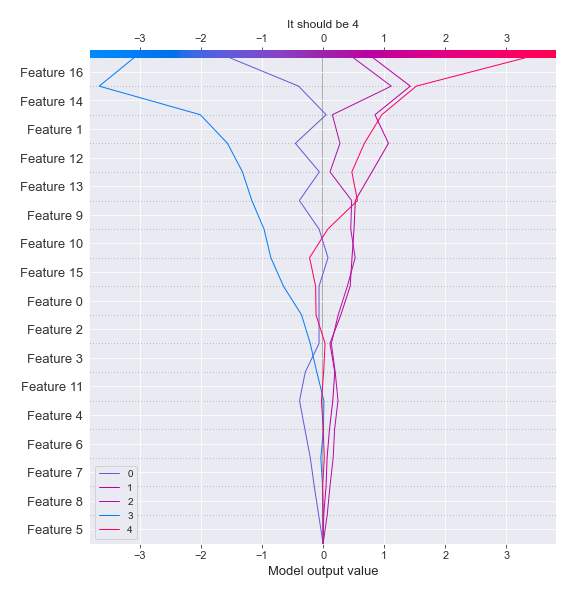 It should be 4
−3 −2 −1 0 1 2 3
Feature 16
Feature 14
Feature 1
Feature 12
Feature 13
Feature 9
Feature 10
Feature 15
Feature 0
Feature 2
Feature 3
Feature 11
Feature 4
Feature 6
Feature 7
Feature 8
Feature 5
0
1
2
3
4
−3 −2 −1 0 1 2 3
Model output value